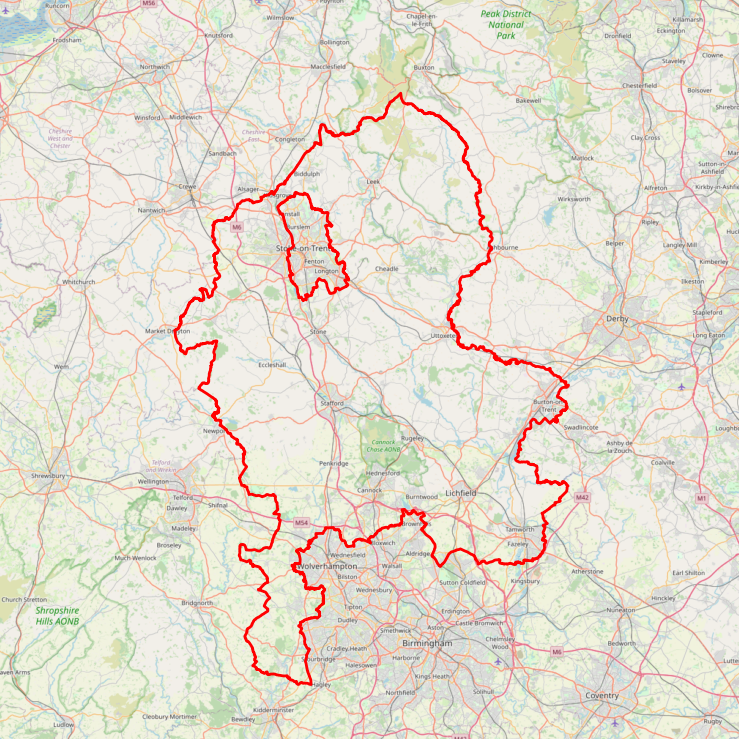 Runcorn
M56
Frodsham
Knutsford
Wilmslow
Poynton
Chapel-en-
le-Frith
Peak District
National
Park
Dronfield
Killamarsh
Eckington
Bollington
Northwich
Macclesfield
Buxton
Staveley
Clowne
Chesterfield
Bolsover
Bakewell
Winsford
Middlewich
Cheshire
West and
Chester
Cheshire
East
Congleton
Clay Cross
Sandbach
Matlock
Sutton-in-
Ashfield
Biddulph
Alsager
Leek
Crewe
Alfreton
Kirkby-in-Ashfield
Wirksworth
Nantwich
nstall
Burslem
M6
Ripley
Stoke-on-Trent
Ashbourne
Belper
Langley Mill
Fenton
Kimberley
Longton
Cheadle
Whitchurch
Ilkeston
Derby
Stapleford
Market Drayton
Stone
Uttoxeter
Long Eaton
Wem
Eccleshall
Stafford
Burton-on-
Trent
Newport
Swadlincote
Cannock
Chase AONB
Rugeley
Ashby de
la Zouch
Shrewsbury
Telford
and Wrekin
Penkridge
Coalville
Wellington
Hednesford
Telford
Cannock
Lichfield
M42
M1
Dawley
Shifnal
Burntwood
Madeley
M54
Brown
Tamworth
Broseley
Bloxwich
Fazeley
Much Wenlock
Wednesfield
Aldridge
Wolverhampton
Walsall
Atherstone
Earl Shilton
Bilston
Sutton Coldfield
Kingsbury
Church Stretton
Bridgnorth
Wednesbury
Hinckley
Shropshire
Hills AONB
Tipton
Erdington
Nuneaton
Dudley
Castle Bromwich
Smethwick
Aston
Bedworth
Cradley Heath
Birmingham
Chelmsley
Wood
M6
Harborne
Stourbridge
Halesowen
Kings Heath
Hagley
Northfield
Solihull
Coventry
Kidderminster
Cleobury Mortimer
Bewdley
Ludlow
Rugby
M42